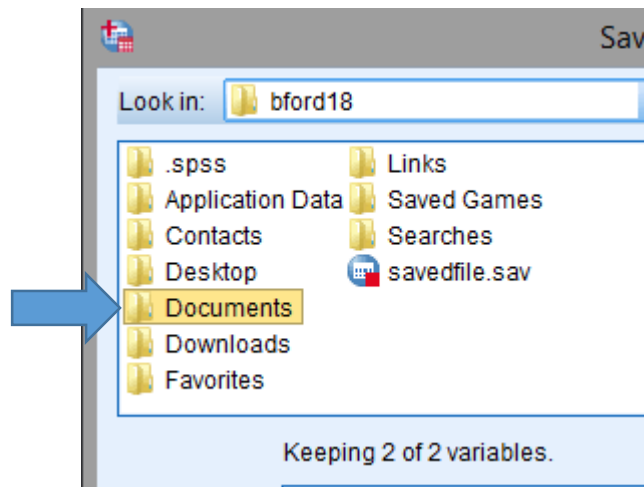 Sav
Look in: bford18
.spss
Application Data
Contacts
Desktop
Documents
Downloads
Favorites
Links
Saved Games
Searches
savedfile.sav
Keeping 2 of 2 variables.